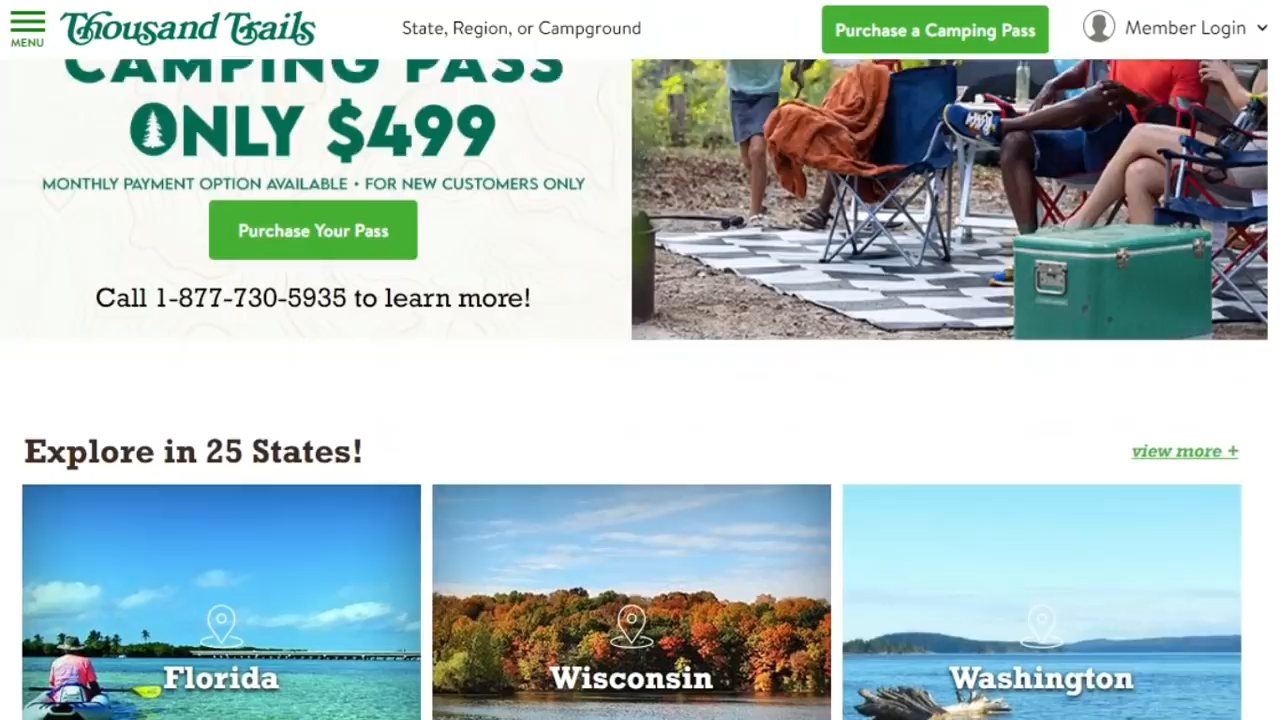 MENU
Thousand Trails
State, Region, or Campground
Purchase a Camping Pass
Member Login
CAMPING PASS
ONLY $499
MONTHLY PAYMENT OPTION AVAILABLE • FOR NEW CUSTOMERS ONLY
Purchase Your Pass
Call 1-877-730-5935 to learn more!
Explore in 25 States!
view more +
Florida
Wisconsin
Washington